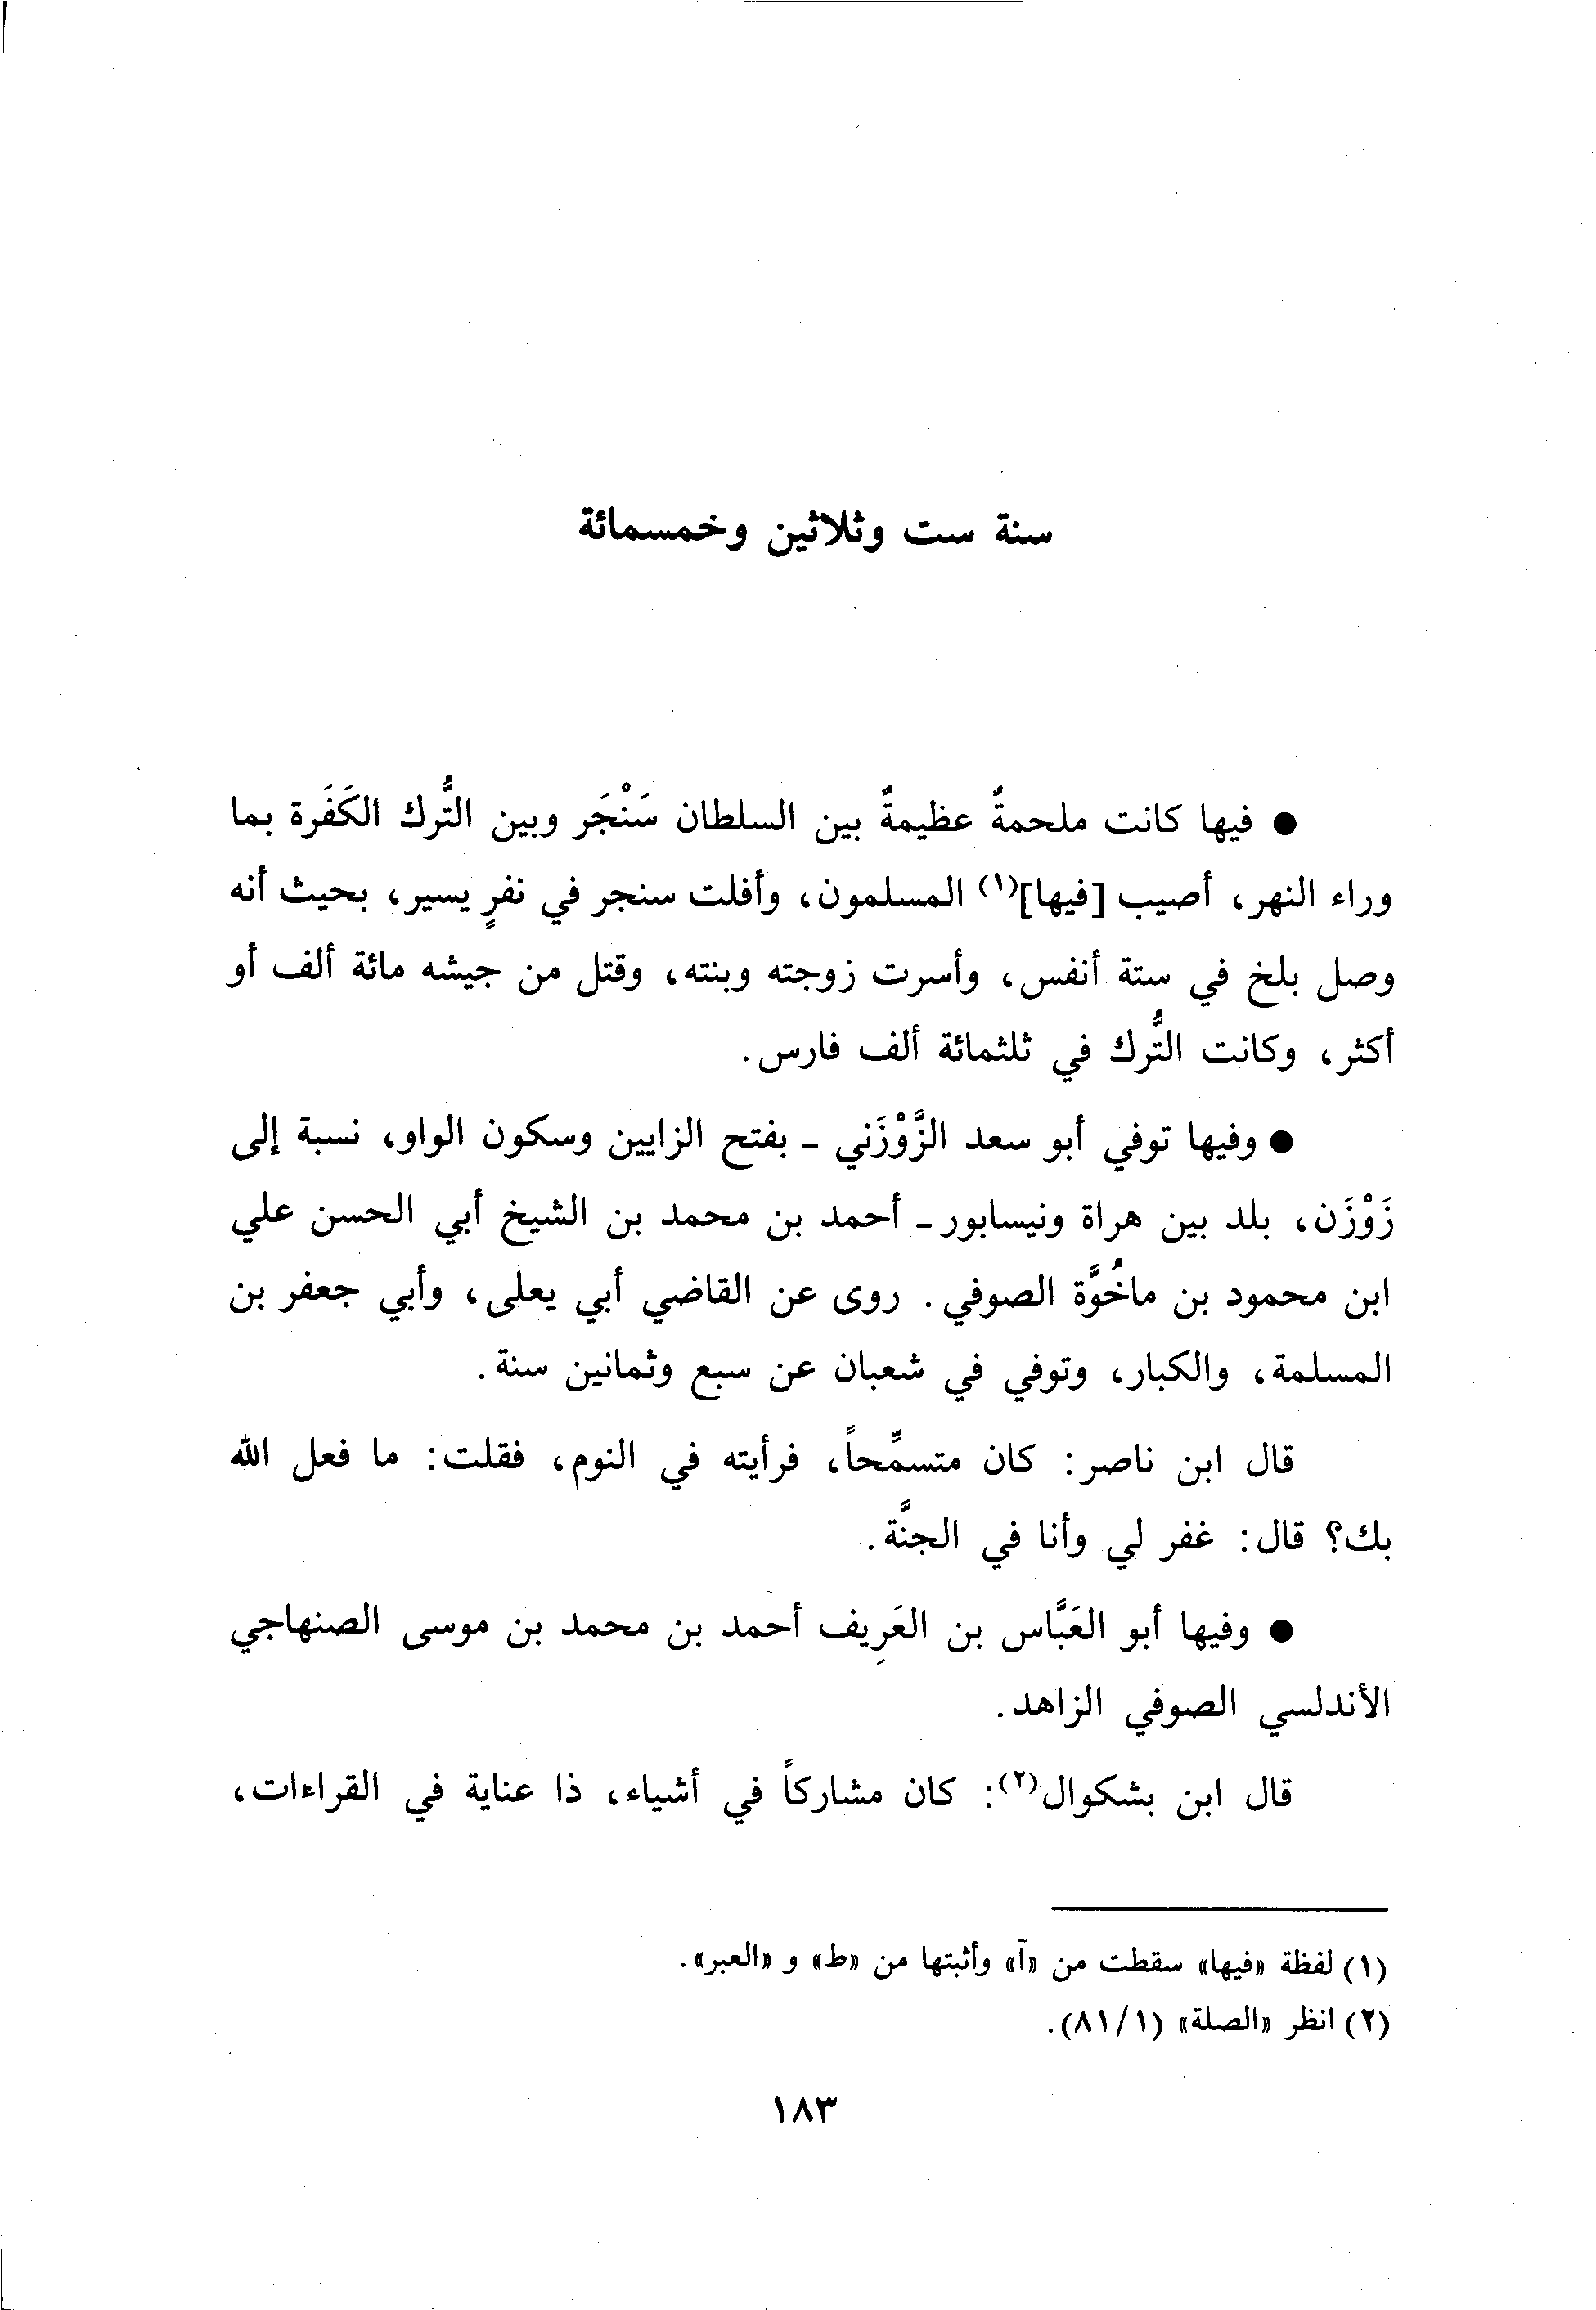 سنة ست وثلاثين وخمسمائة
● فيها كانت ملحمةٌ عظيمةٌ بين السلطان سَنْجَر وبين التُّرك الكَفَرة بما
وراء النهر، أصيب [فيها](١) المسلمون، وأفلت سنجر في نفرٍ يسير، بحيث أنه
وصل بلخ في ستة أنفس، وأسرت زوجته وبنته، وقتل من جيشه مائة ألف أو
أكثر، وكانت التُّرك في ثلثمائة ألف فارس.
● وفيها توفي أبو سعد الزَّوْزَني - بفتح الزايين وسكون الواو، نسبة إلى
زَوْزَن، بلد بين هراة ونيسابور - أحمد بن محمد بن الشيخ أبي الحسن علي
ابن محمود بن ماخُوَّة الصوفي. روى عن القاضي أبي يعلى، وأبي جعفر بن
المسلمة، والكبار، وتوفي في شعبان عن سبع وثمانين سنة.
قال ابن ناصر: كان متسمِّحاً، فرأيته في النوم، فقلت: ما فعل الله
بك؟ قال: غفر لي وأنا في الجنَّة.
● وفيها أبو العَبَّاس بن العَرِيف أحمد بن محمد بن موسى الصنهاجي
الأندلسي الصوفي الزاهد.
قال ابن بشكوال(٢): كان مشاركاً في أشياء، ذا عناية في القراءات،
(١) لفظة «فيها» سقطت من «آ» وأثبتها من «ط» و «العبر».
(٢) انظر «الصلة» (٨١/١).
١٨٣